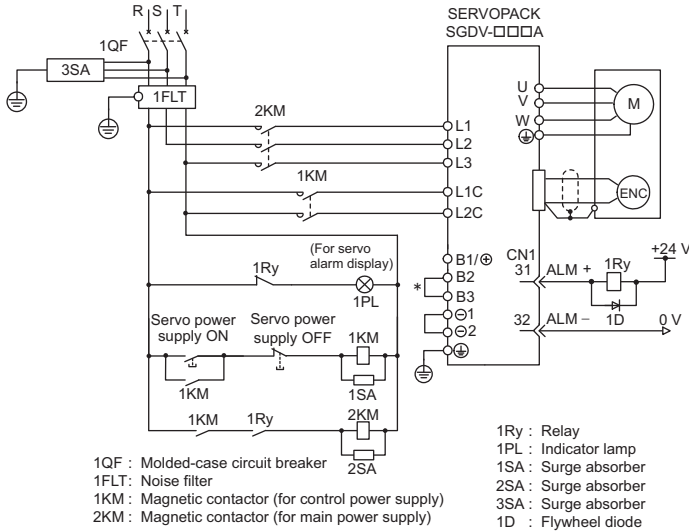 R S T
1QF
3SA
1FLT
SERVOPACK
SGDV-□□□A
2KM
L1
L2
L3
1KM
L1C
L2C
U
V
W
M
ENC
(For servo
alarm display)
1Ry
1PL
B1/⊕
B2
B3
⊖1
⊖2
*
CN1
31
ALM +
1Ry
+24 V
1D
32
ALM −
0 V
Servo power
supply ON
Servo power
supply OFF
1KM
1KM
1SA
1KM
1Ry
2KM
2SA
1QF : Molded-case circuit breaker
1FLT: Noise filter
1KM : Magnetic contactor (for control power supply)
2KM : Magnetic contactor (for main power supply)
1Ry : Relay
1PL : Indicator lamp
1SA : Surge absorber
2SA : Surge absorber
3SA : Surge absorber
1D : Flywheel diode